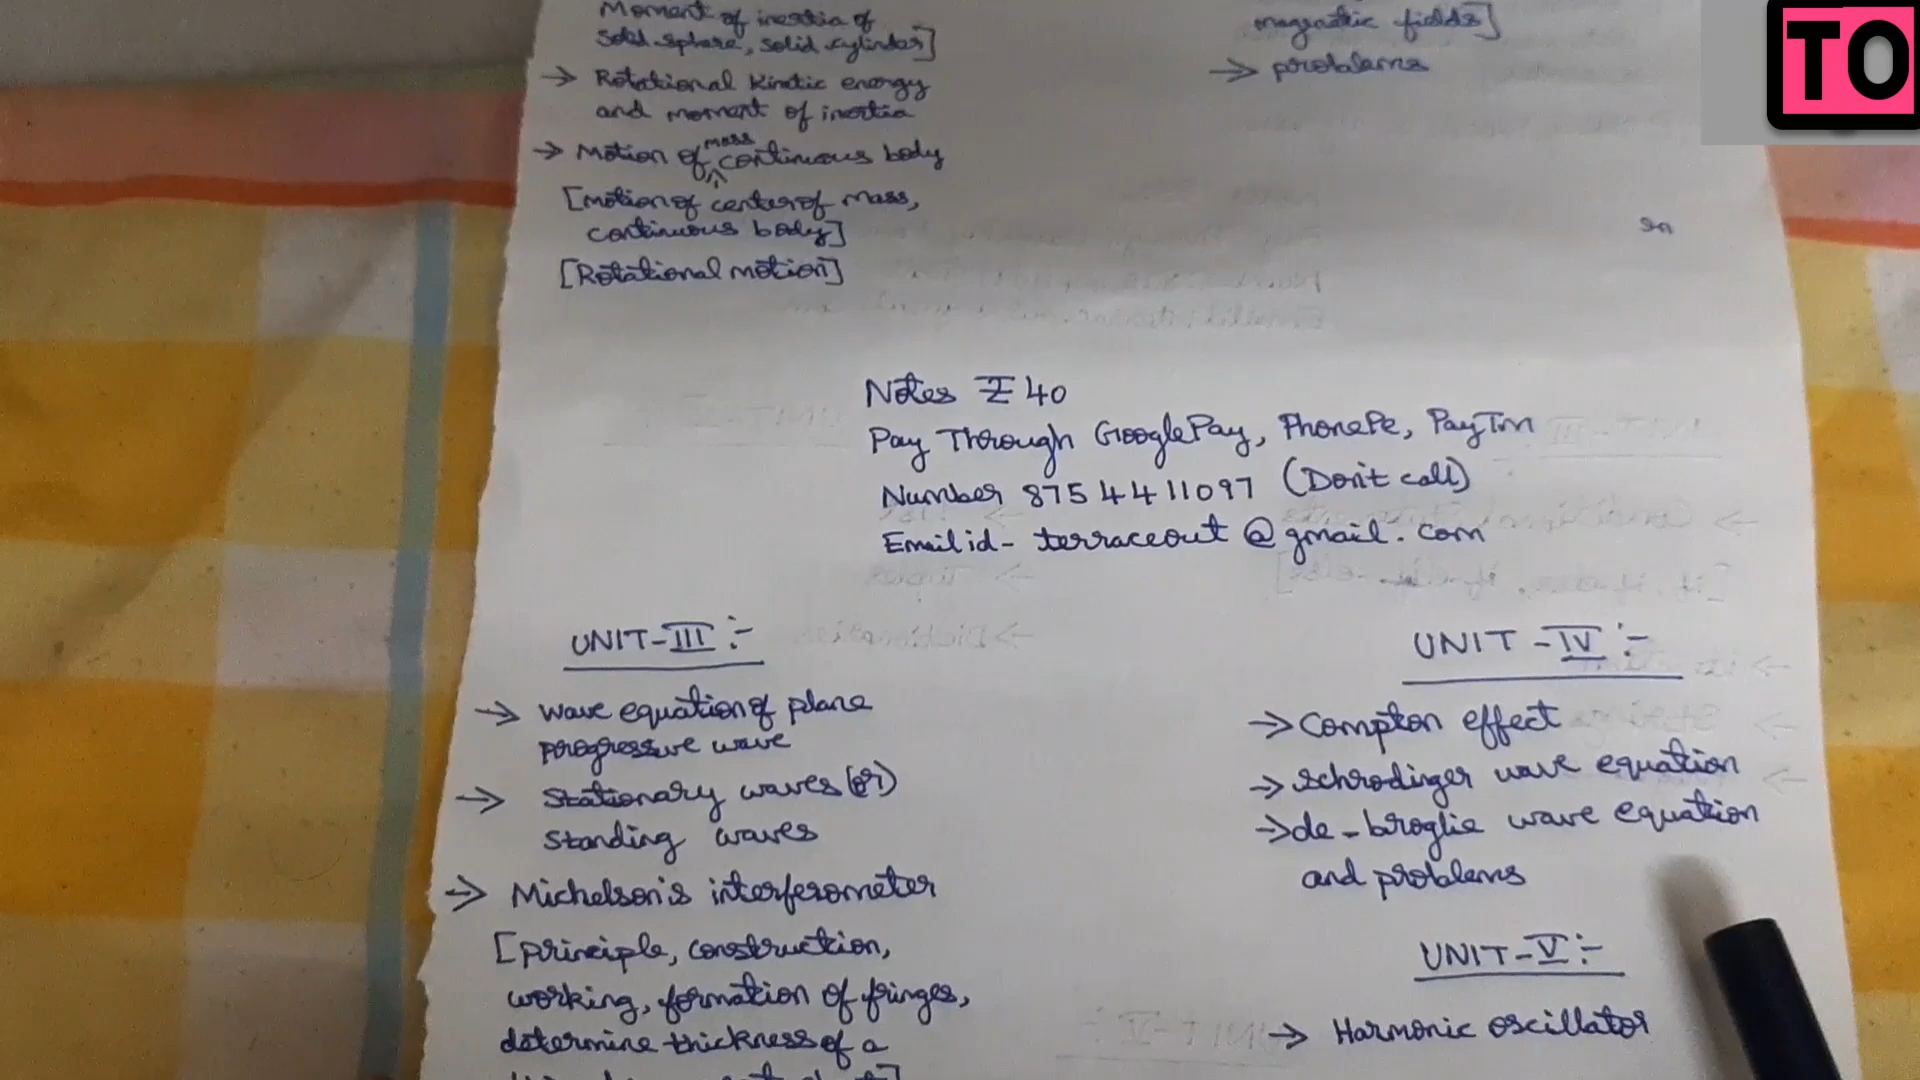 Moment of inertia of
solid sphere, solid cylinder]
→ Rotational kinetic energy
and moment of inertia
→ Motion of mass continuous body
[motion of center of mass,
continuous body]
[Rotational motion]
magnetic fields]
→ problems
TO
Notes ₹ 40
Pay Through GooglePay, PhonePe, PayTm
Number 8754411097 (Don't call)
Email id - terraceout@gmail.com
UNIT-III :-
→ wave equation of plane
progressive wave
→ stationary waves (or)
standing waves
→ Michelson's interferometer
[principle, construction,
working, formation of fringes,
determine thickness of a
UNIT-IV :-
→ Compton effect
→ schrodinger wave equation
→ de-broglie wave equation
and problems
UNIT-V :-
→ Harmonic oscillator